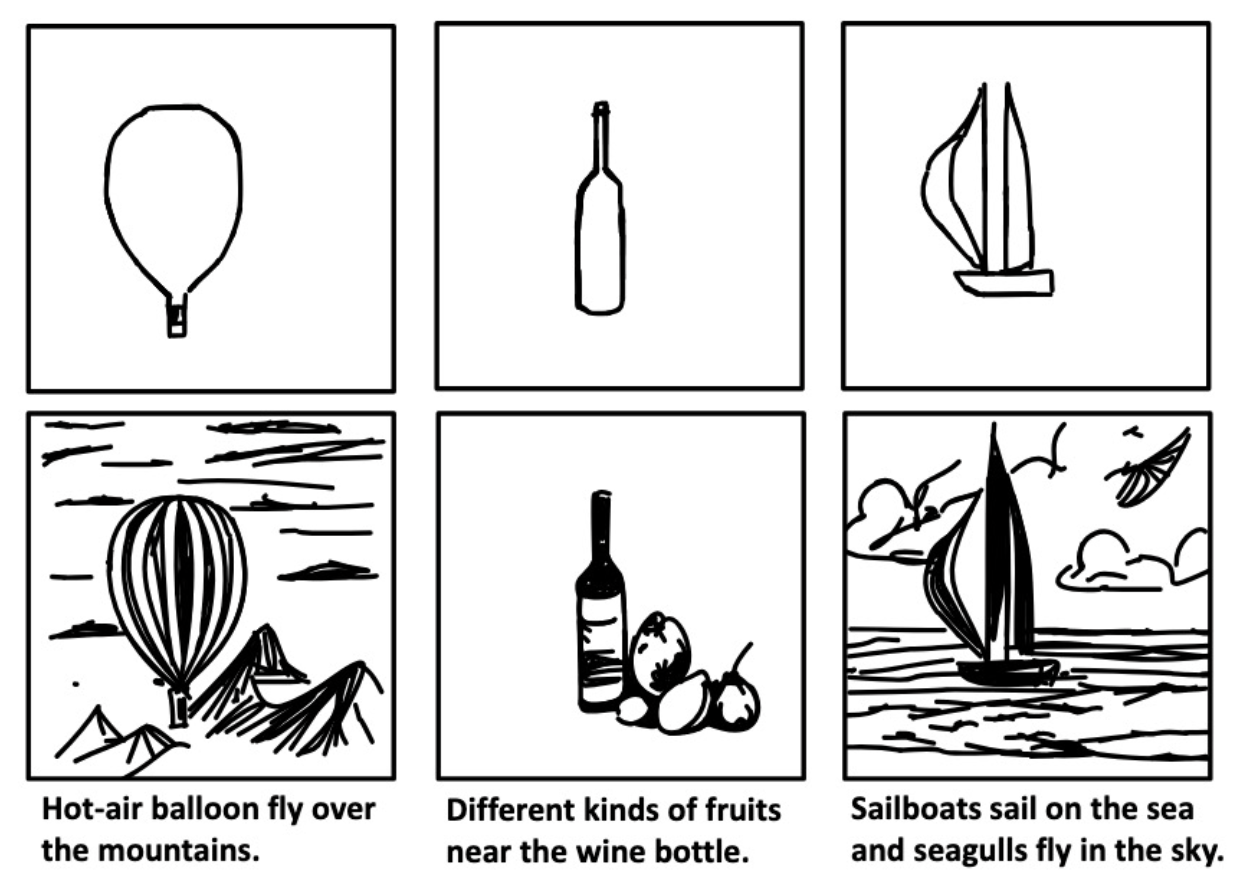 Hot-air balloon fly over
the mountains.
Different kinds of fruits
near the wine bottle.
Sailboats sail on the sea
and seagulls fly in the sky.